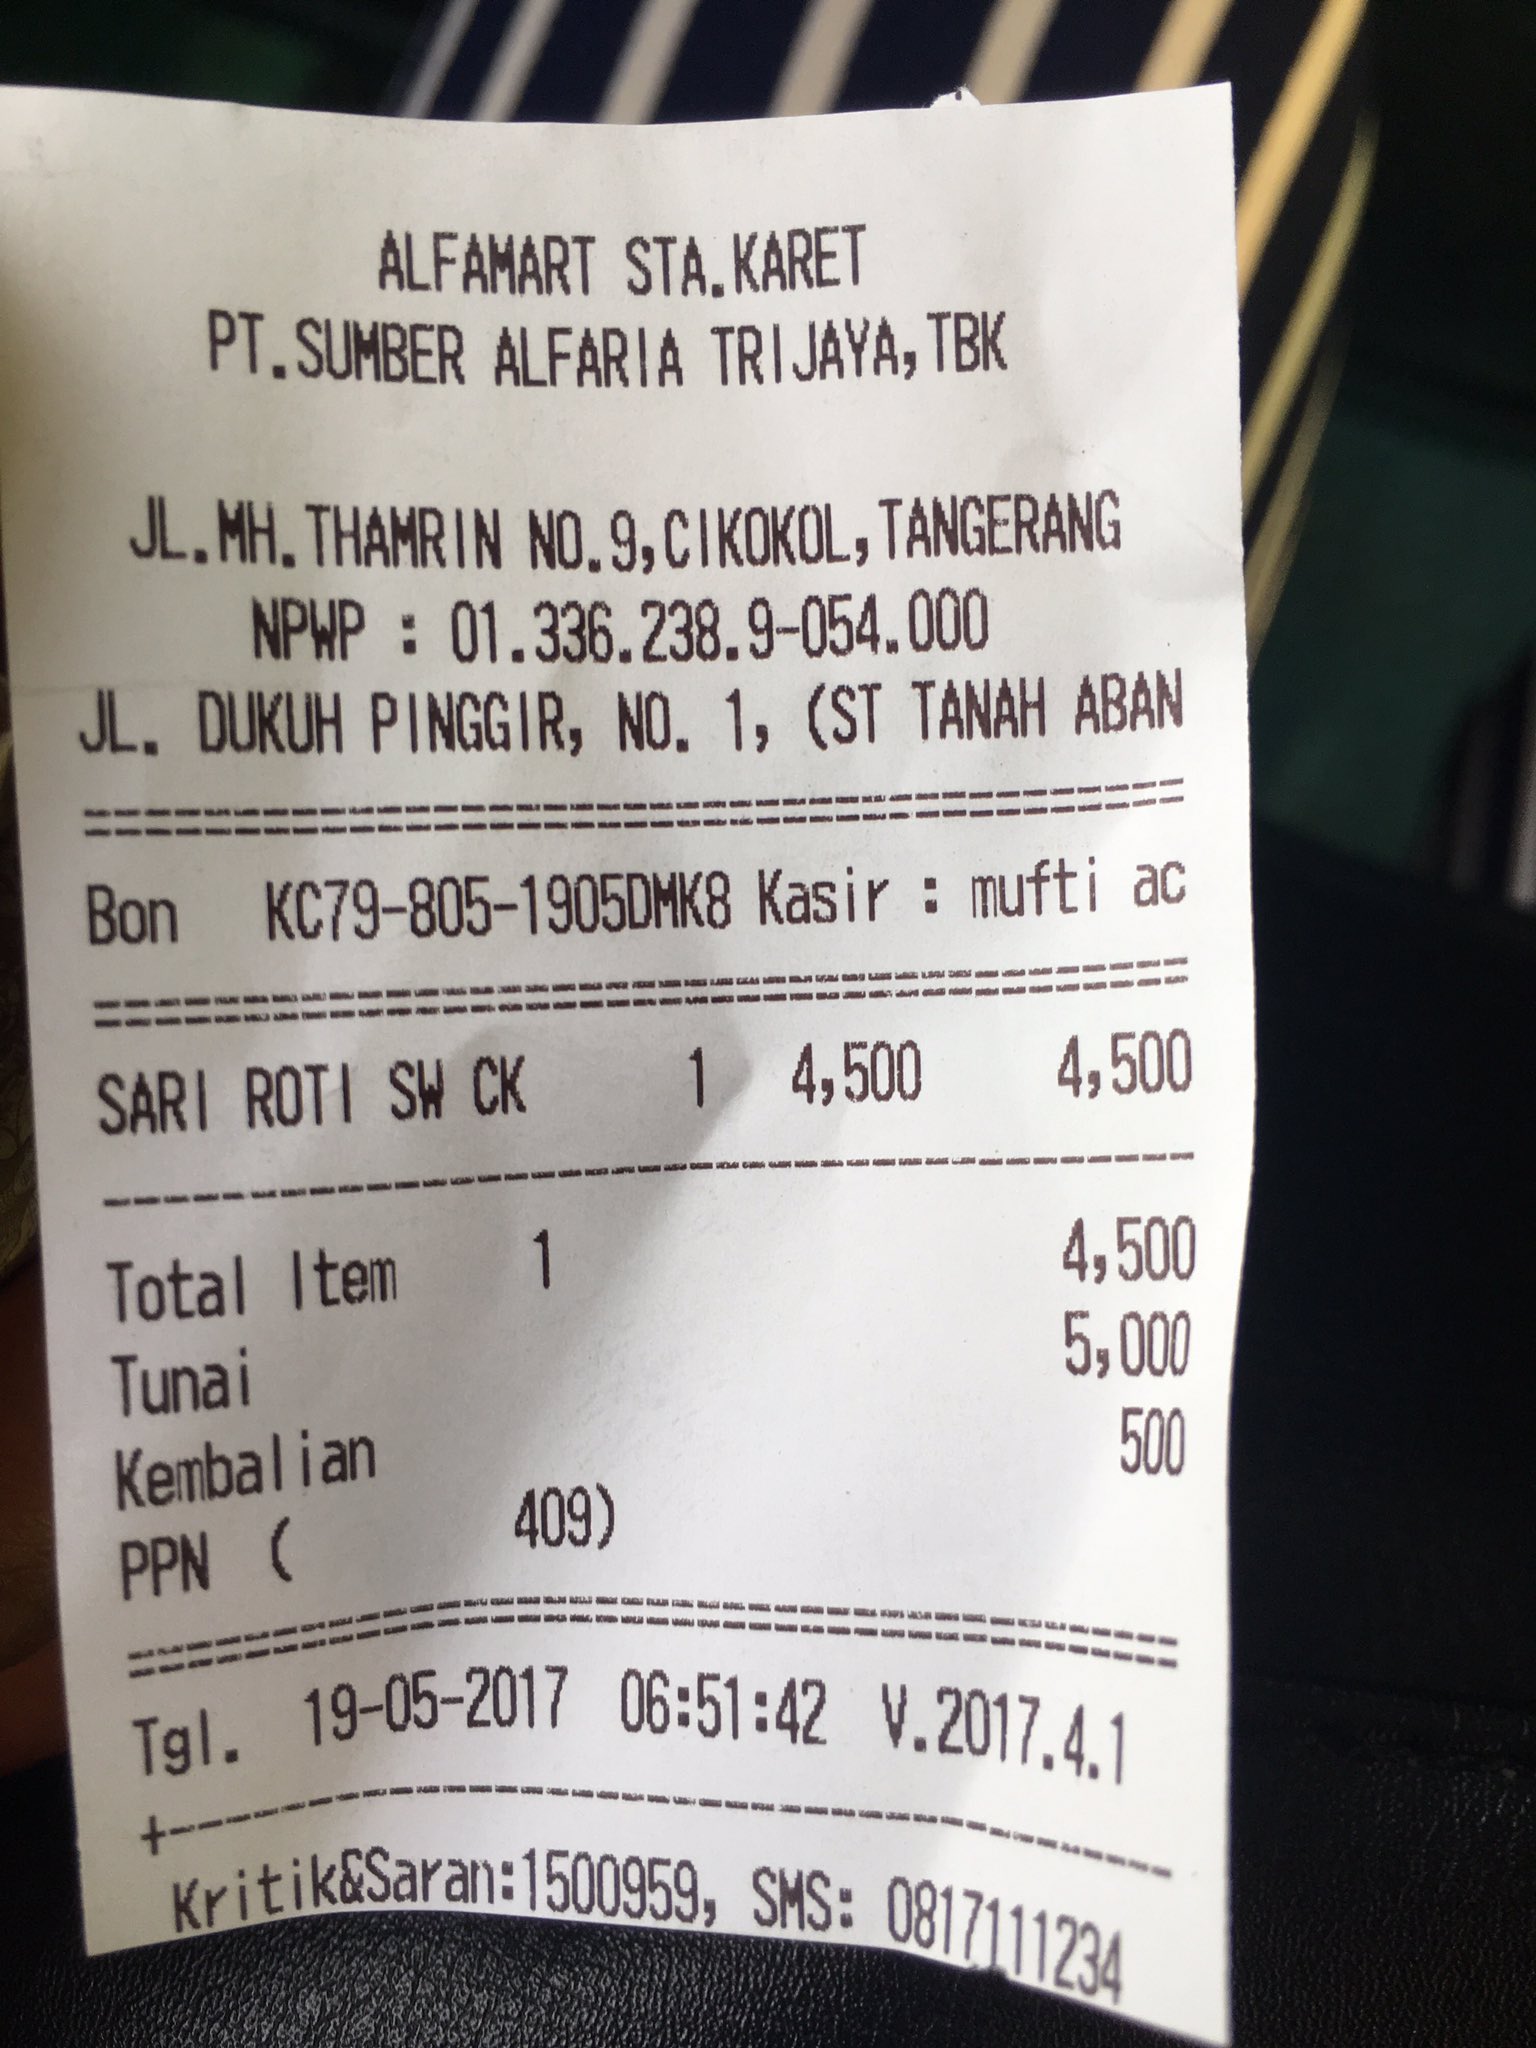 ALFAMART STA.KARET
PT.SUMBER ALFARIA TRIJAYA,TBK
JL.MH.THAMRIN NO.9,CIKOKOL,TANGERANG
NPWP : 01.336.238.9-054.000
JL. DUKUH PINGGIR, NO. 1, (ST TANAH ABAN
Bon KC79-805-1905DMK8 Kasir : mufti ac
SARI ROTI SW CK 1 4,500 4,500
Total Item 1 4,500
Tunai 5,000
Kembalian 500
PPN ( 409)
Tgl. 19-05-2017 06:51:42 V.2017.4.1
Kritik&Saran:1500959, SMS: 0817111234